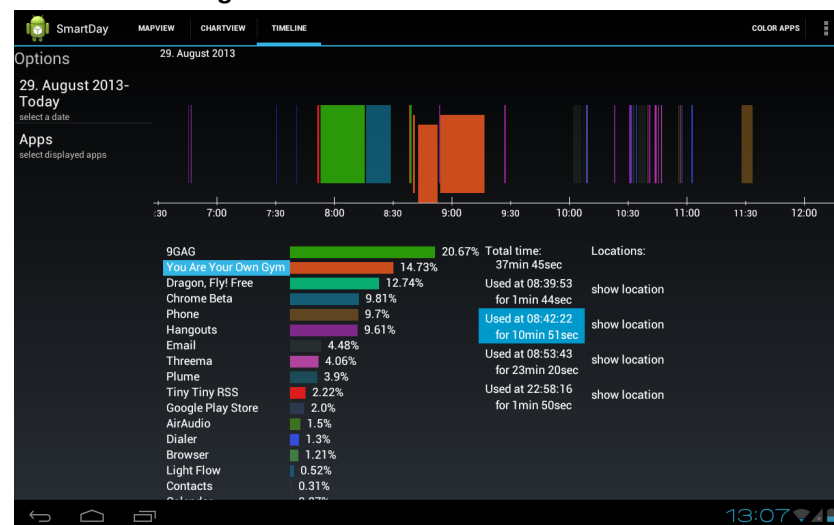 SmartDay
MAPVIEW CHARTVIEW TIMELINE
COLOR APPS
Options
29. August 2013-
Today
select a date
Apps
select displayed apps
29. August 2013
:30 7:00 7:30 8:00 8:30 9:00 9:30 10:00 10:30 11:00 11:30 12:00
9GAG 20.67%
You Are Your Own Gym 14.73%
Dragon, Fly! Free 12.74%
Chrome Beta 9.81%
Phone 9.7%
Hangouts 9.61%
Email 4.48%
Threema 4.06%
Plume 3.9%
Tiny Tiny RSS 2.22%
Google Play Store 2.0%
AirAudio 1.5%
Dialer 1.3%
Browser 1.21%
Light Flow 0.52%
Contacts 0.31%
Total time:
37min 45sec
Used at 08:39:53
for 1min 44sec
Used at 08:42:22
for 10min 51sec
Used at 08:53:43
for 23min 20sec
Used at 22:58:16
for 1min 50sec
Locations:
show location
show location
show location
show location
13:07